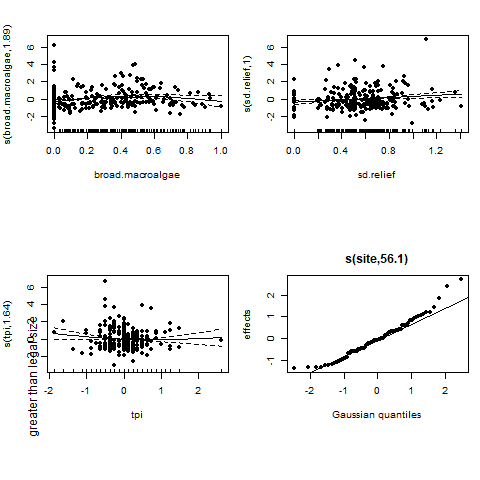 s(broad.macroalgae,1.89)
6
4
2
0
-2
0.0 0.2 0.4 0.6 0.8 1.0
broad.macroalgae
s(sd.relief,1)
6
4
2
0
-2
0.0 0.4 0.8 1.2
sd.relief
greater than legal size
s(tpi,1.64)
6
4
2
0
-2
-2 -1 0 1 2
tpi
s(site,56.1)
effects
2
1
0
-1
-2 -1 0 1 2
Gaussian quantiles